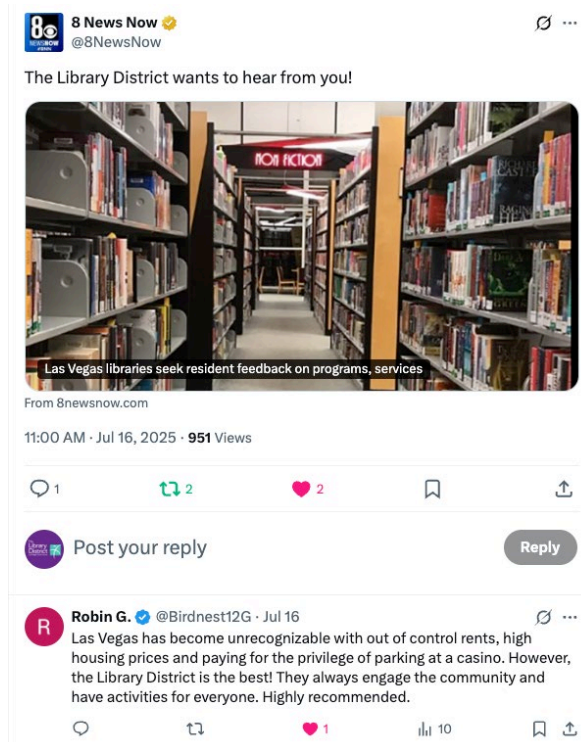 8 News Now
@8NewsNow
The Library District wants to hear from you!
NON FICTION
Las Vegas libraries seek resident feedback on programs, services
From 8newsnow.com
11:00 AM · Jul 16, 2025 · 951 Views
1 2 2
Post your reply
Reply
R
Robin G. @Birdnest12G · Jul 16
Las Vegas has become unrecognizable with out of control rents, high
housing prices and paying for the privilege of parking at a casino. However,
the Library District is the best! They always engage the community and
have activities for everyone. Highly recommended.
1 10